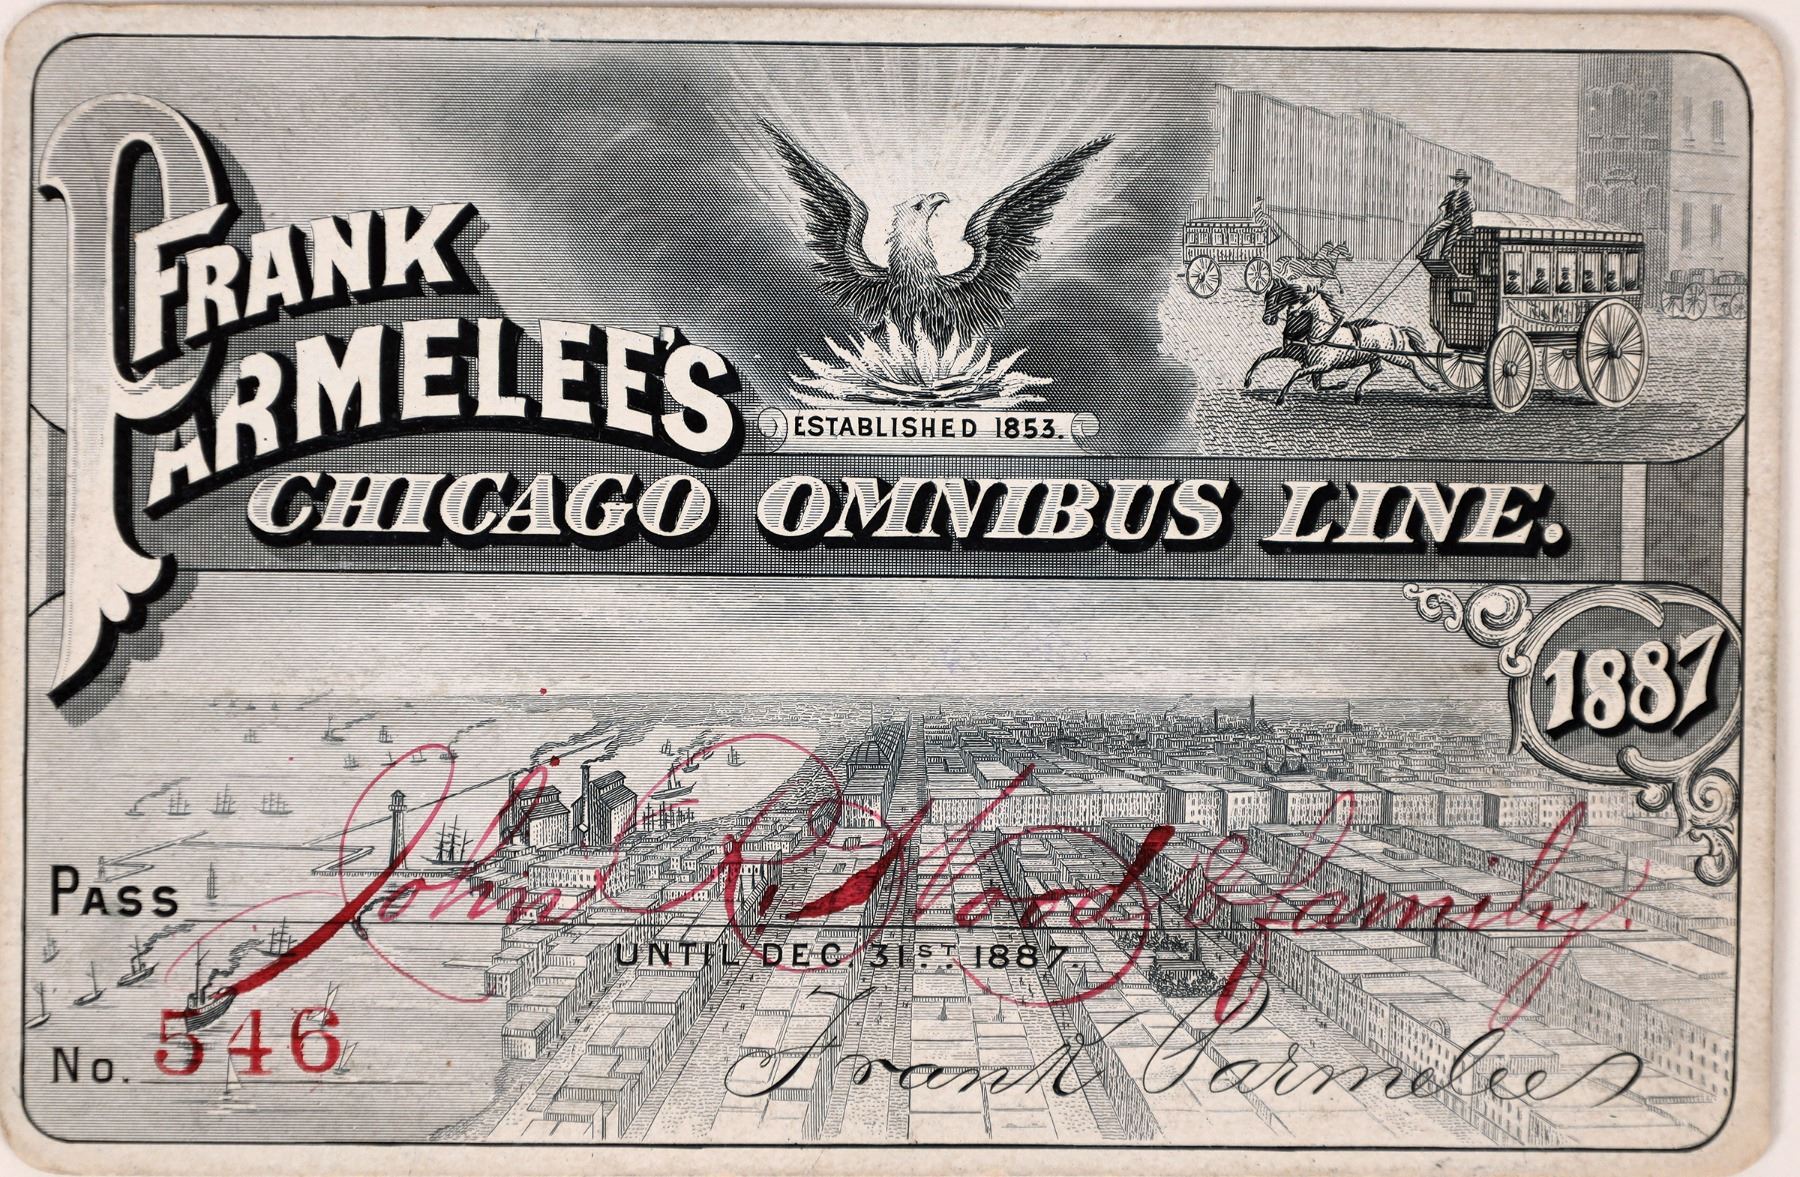 FRANK
PARMELEE'S
ESTABLISHED 1853.
CHICAGO OMNIBUS LINE.
1887
PASS John R. Wood & family.
UNTIL DEC. 31ST. 1887.
No. 546
Frank Parmelee